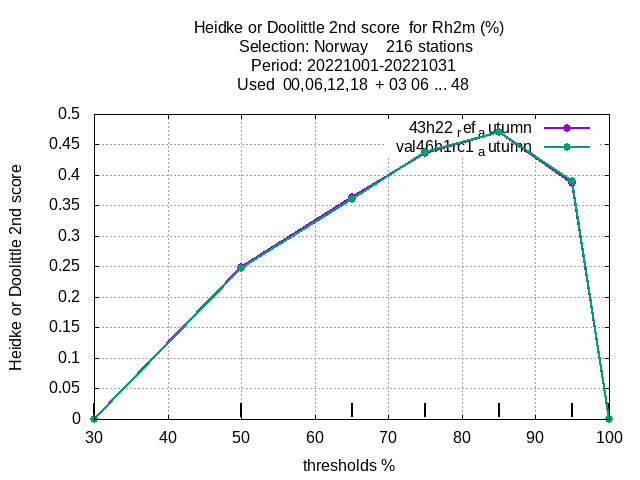 Heidke or Doolittle 2nd score  for Rh2m (%)
Selection: Norway    216 stations
Period: 20221001-20221031
Used  00,06,12,18  + 03 06 ... 48
0.5
0.45
0.4
0.35
0.3
0.25
0.2
0.15
0.1
0.05
0
Heidke or Doolittle 2nd score
43h22 ref autumn
val46h1rc1 autumn
30 40 50 60 70 80 90 100
thresholds %